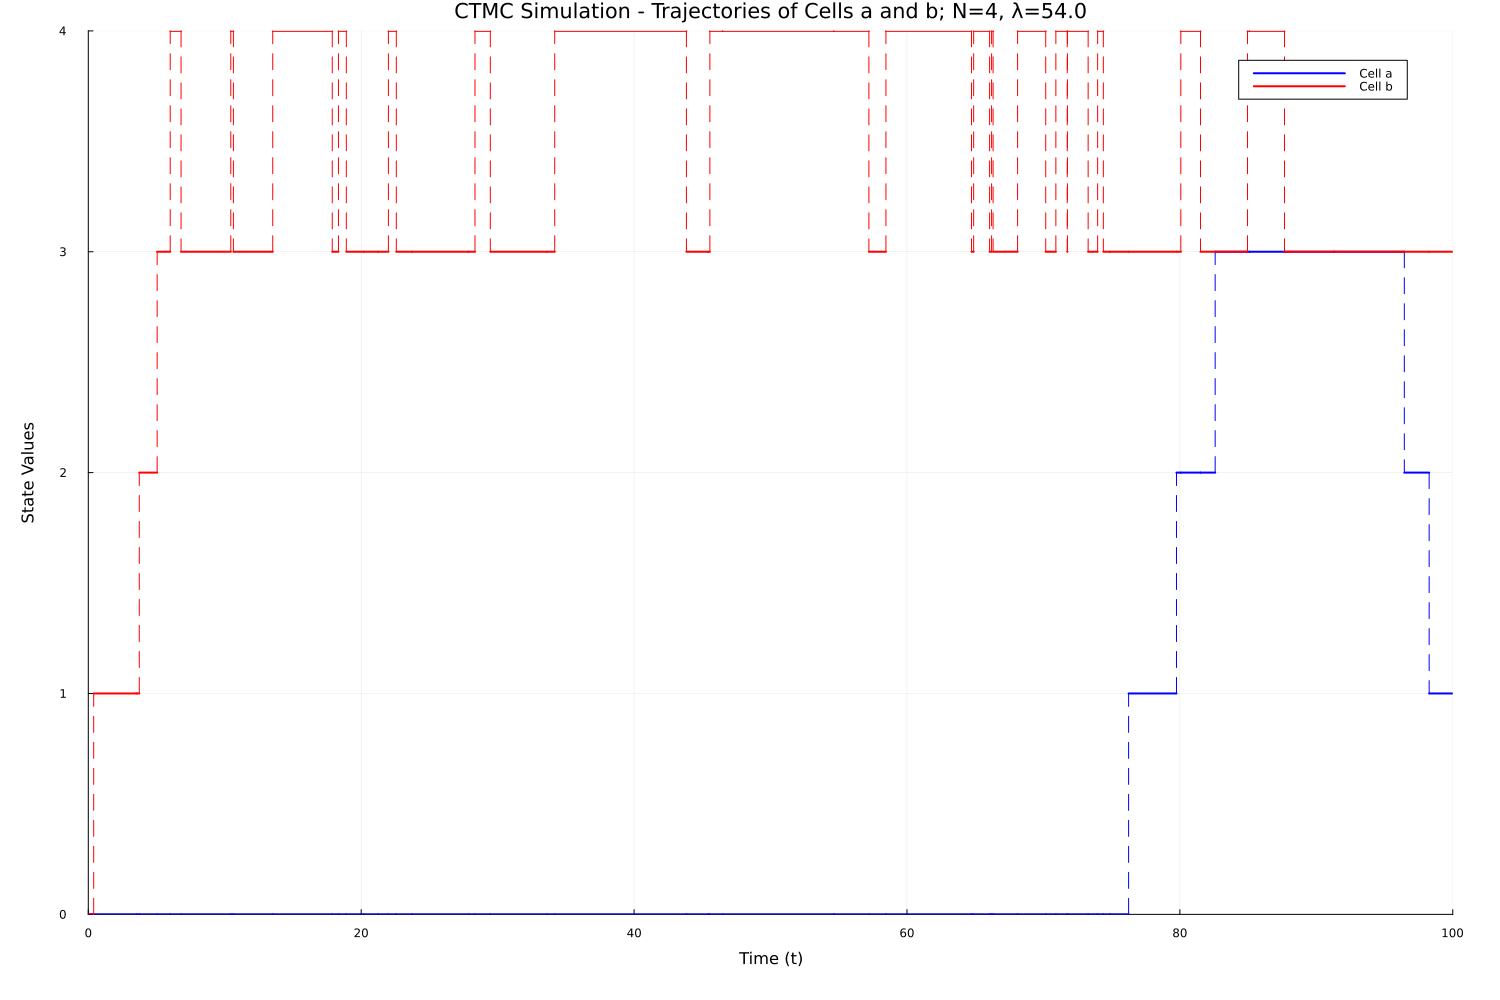 CTMC Simulation - Trajectories of Cells a and b; N=4, λ=54.0
4
Cell a
Cell b
3
State Values
2
1
0
0 20 40 60 80 100
Time (t)